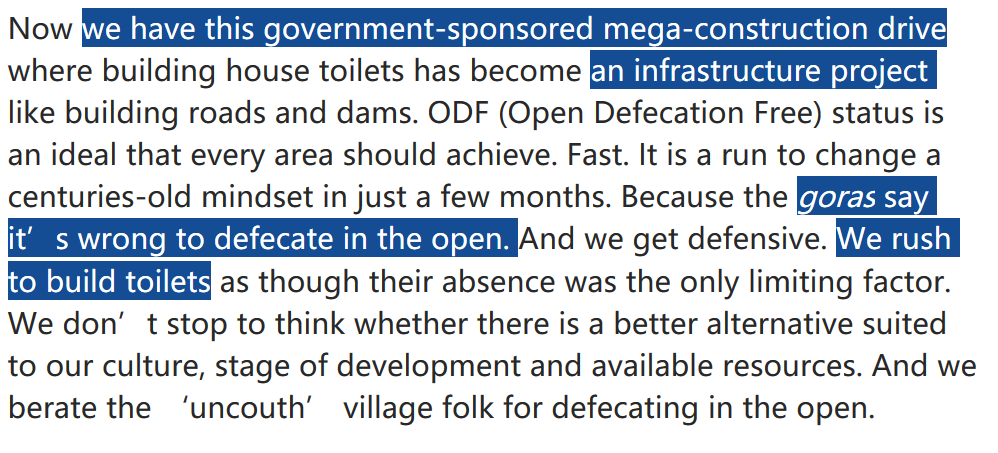 Now we have this government-sponsored mega-construction drive
where building house toilets has become an infrastructure project
like building roads and dams. ODF (Open Defecation Free) status is
an ideal that every area should achieve. Fast. It is a run to change a
centuries-old mindset in just a few months. Because the goras say
it’s wrong to defecate in the open. And we get defensive. We rush
to build toilets as though their absence was the only limiting factor.
We don’t stop to think whether there is a better alternative suited
to our culture, stage of development and available resources. And we
berate the ‘uncouth’ village folk for defecating in the open.